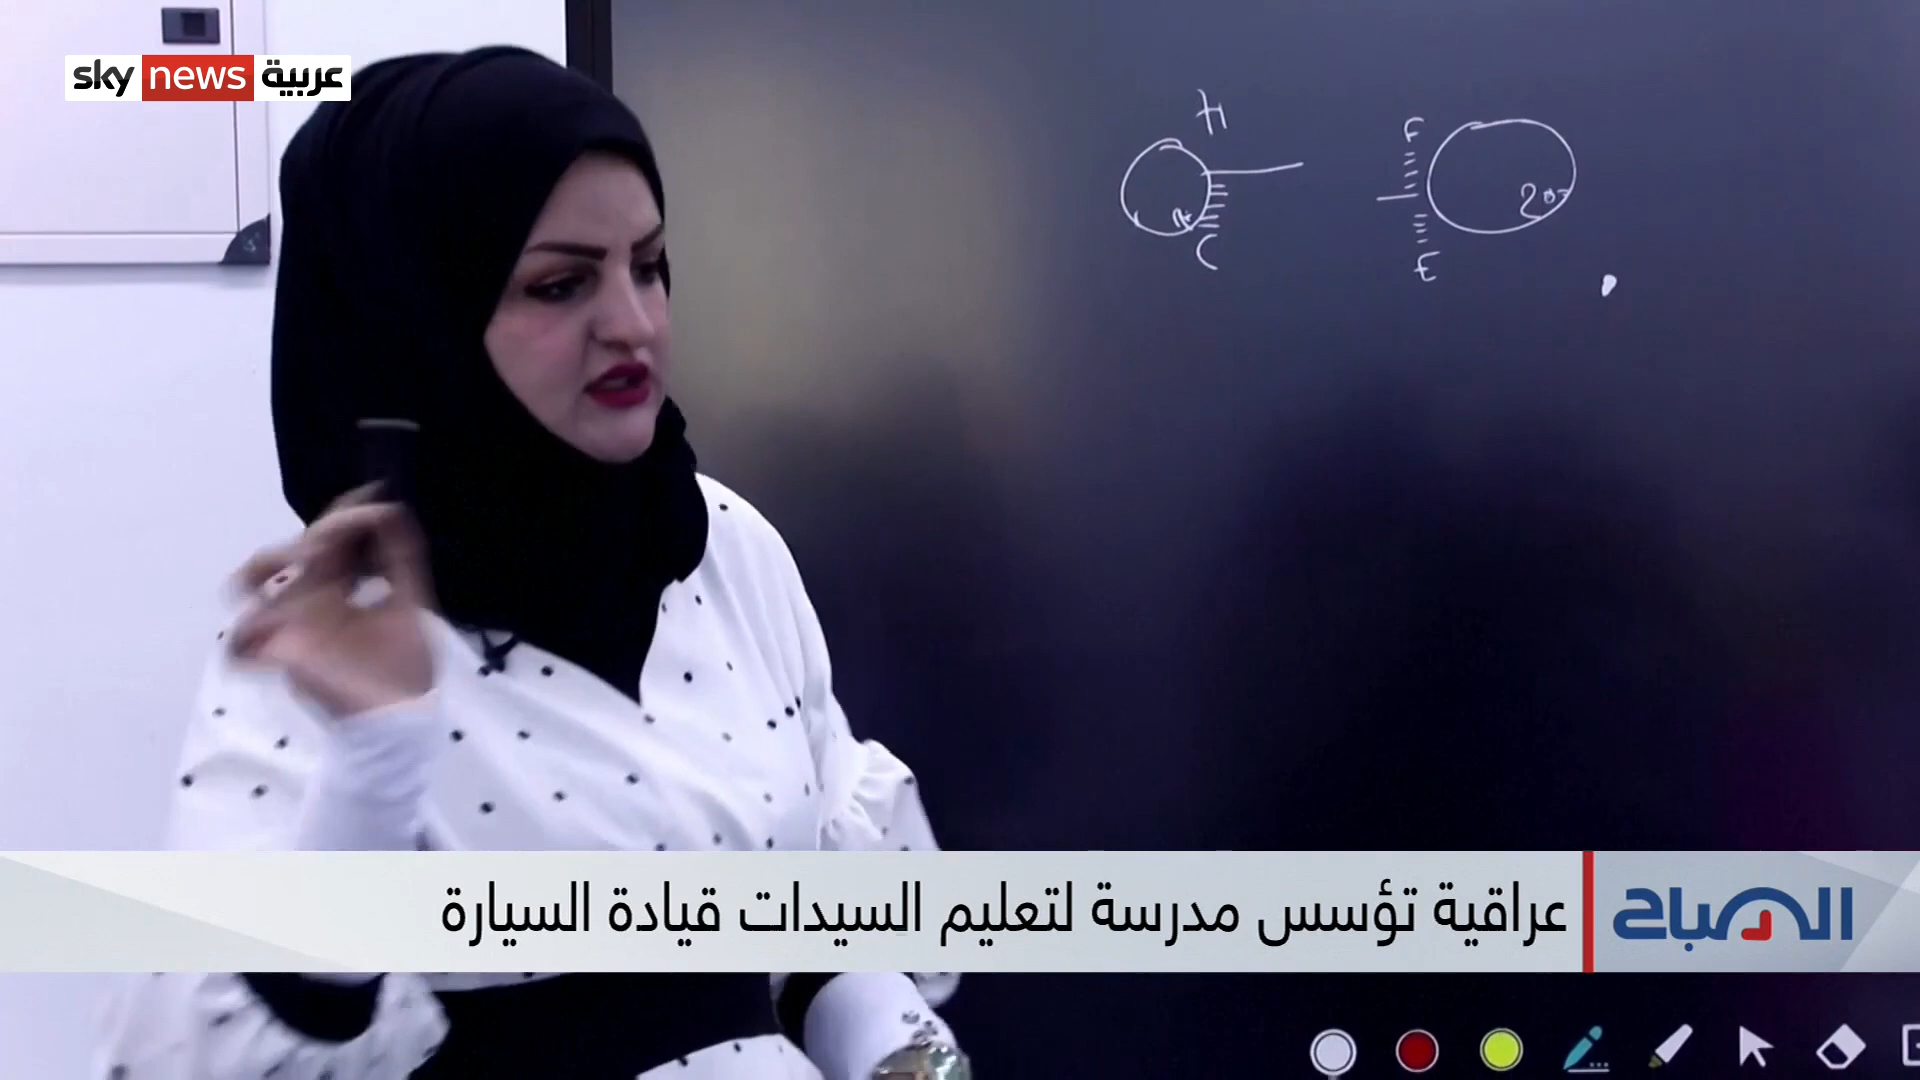 sky news عربية
H
C
F
E
عراقية تؤسس مدرسة لتعليم السيدات قيادة السيارة
الصباح